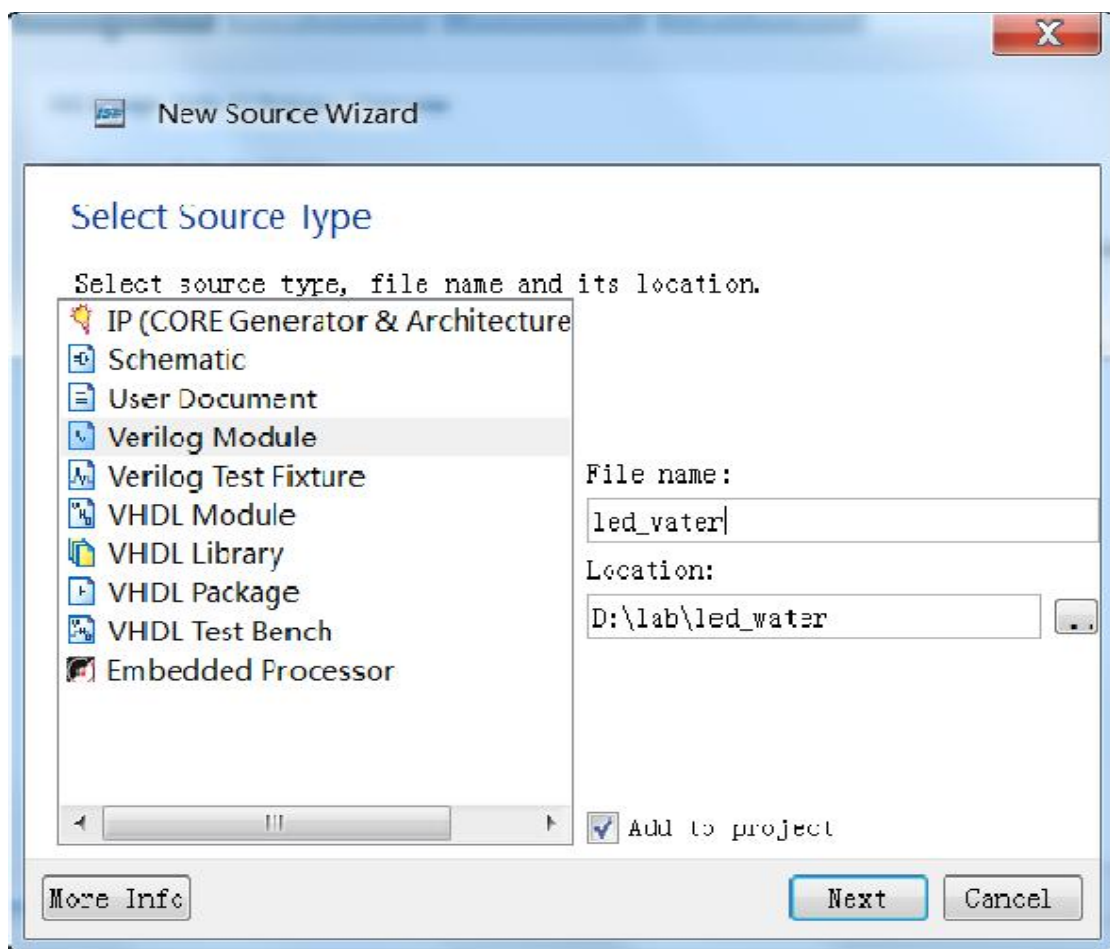 New Source Wizard
Select Source Type
Select source type, file name and its location.
IP (CORE Generator & Architecture
Schematic
User Document
Verilog Module
Verilog Test Fixture
VHDL Module
VHDL Library
VHDL Package
VHDL Test Bench
Embedded Processor
File name:
led_water
Location:
D:\lab\led_water
...
Add to project
More Info
Next
Cancel